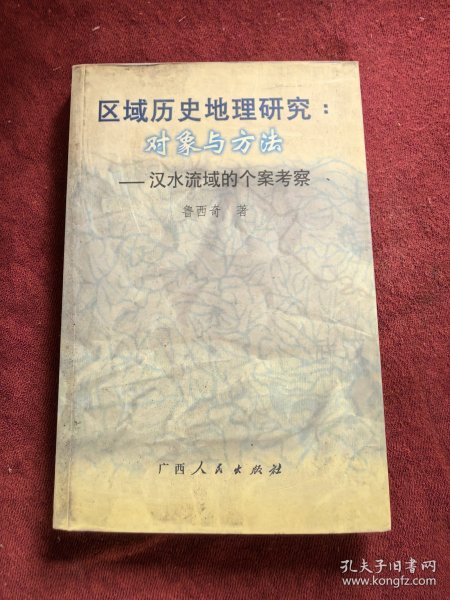 区域历史地理研究：
对象与方法
——汉水流域的个案考察
鲁西奇 著
广西人民出版社
孔夫子旧书网
www.kongfz.com